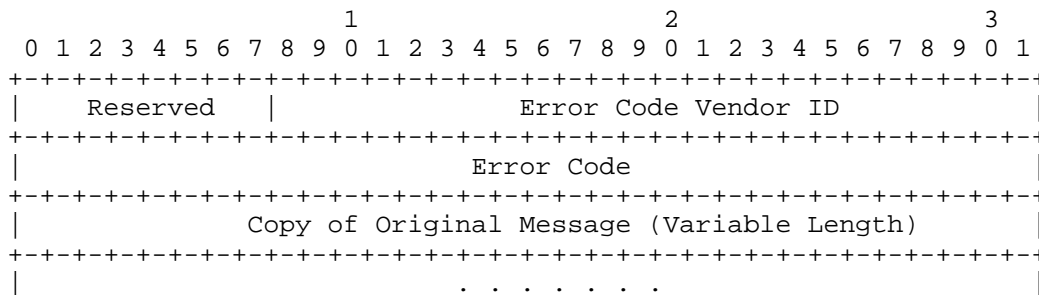 1                   2                   3
 0 1 2 3 4 5 6 7 8 9 0 1 2 3 4 5 6 7 8 9 0 1 2 3 4 5 6 7 8 9 0 1
+-+-+-+-+-+-+-+-+-+-+-+-+-+-+-+-+-+-+-+-+-+-+-+-+-+-+-+-+-+-+-+-+
|    Reserved   |               Error Code Vendor ID            |
+-+-+-+-+-+-+-+-+-+-+-+-+-+-+-+-+-+-+-+-+-+-+-+-+-+-+-+-+-+-+-+-+
|                            Error Code                         |
+-+-+-+-+-+-+-+-+-+-+-+-+-+-+-+-+-+-+-+-+-+-+-+-+-+-+-+-+-+-+-+-+
|              Copy of Original Message (Variable Length)       |
+-+-+-+-+-+-+-+-+-+-+-+-+-+-+-+-+-+-+-+-+-+-+-+-+-+-+-+-+-+-+-+-+
|                           . . . . . . .                       |